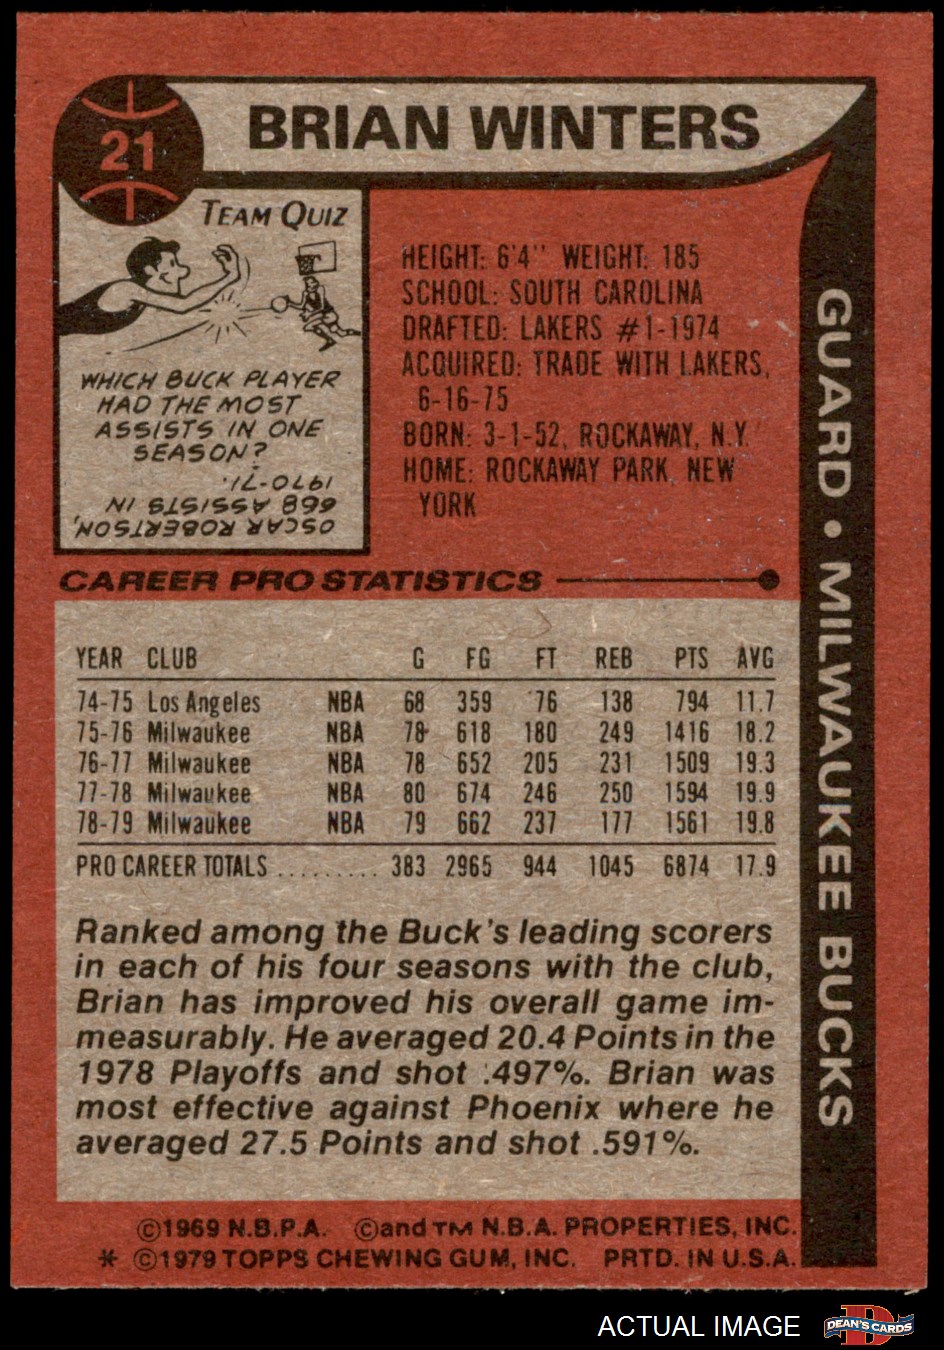 21
BRIAN WINTERS
TEAM QUIZ
WHICH BUCK PLAYER
HAD THE MOST
ASSISTS IN ONE
SEASON?
OSCAR ROBERTSON,
668 ASSISTS IN
1970-71.
HEIGHT: 6'4" WEIGHT: 185
SCHOOL: SOUTH CAROLINA
DRAFTED: LAKERS #1-1974
ACQUIRED: TRADE WITH LAKERS,
6-16-75
BORN: 3-1-52, ROCKAWAY, N.Y.
HOME: ROCKAWAY PARK, NEW
YORK
GUARD • MILWAUKEE BUCKS
CAREER PRO STATISTICS
YEAR CLUB G FG FT REB PTS AVG
74-75 Los Angeles NBA 68 359 76 138 794 11.7
75-76 Milwaukee NBA 78 618 180 249 1416 18.2
76-77 Milwaukee NBA 78 652 205 231 1509 19.3
77-78 Milwaukee NBA 80 674 246 250 1594 19.9
78-79 Milwaukee NBA 79 662 237 177 1561 19.8
PRO CAREER TOTALS ......... 383 2965 944 1045 6874 17.9
Ranked among the Buck's leading scorers
in each of his four seasons with the club,
Brian has improved his overall game im-
measurably. He averaged 20.4 Points in the
1978 Playoffs and shot .497%. Brian was
most effective against Phoenix where he
averaged 27.5 Points and shot .591%.
©1969 N.B.P.A. ©and TM N.B.A. PROPERTIES, INC.
* ©1979 TOPPS CHEWING GUM, INC. PRTD. IN U.S.A.
ACTUAL IMAGE
DEAN'S CARDS